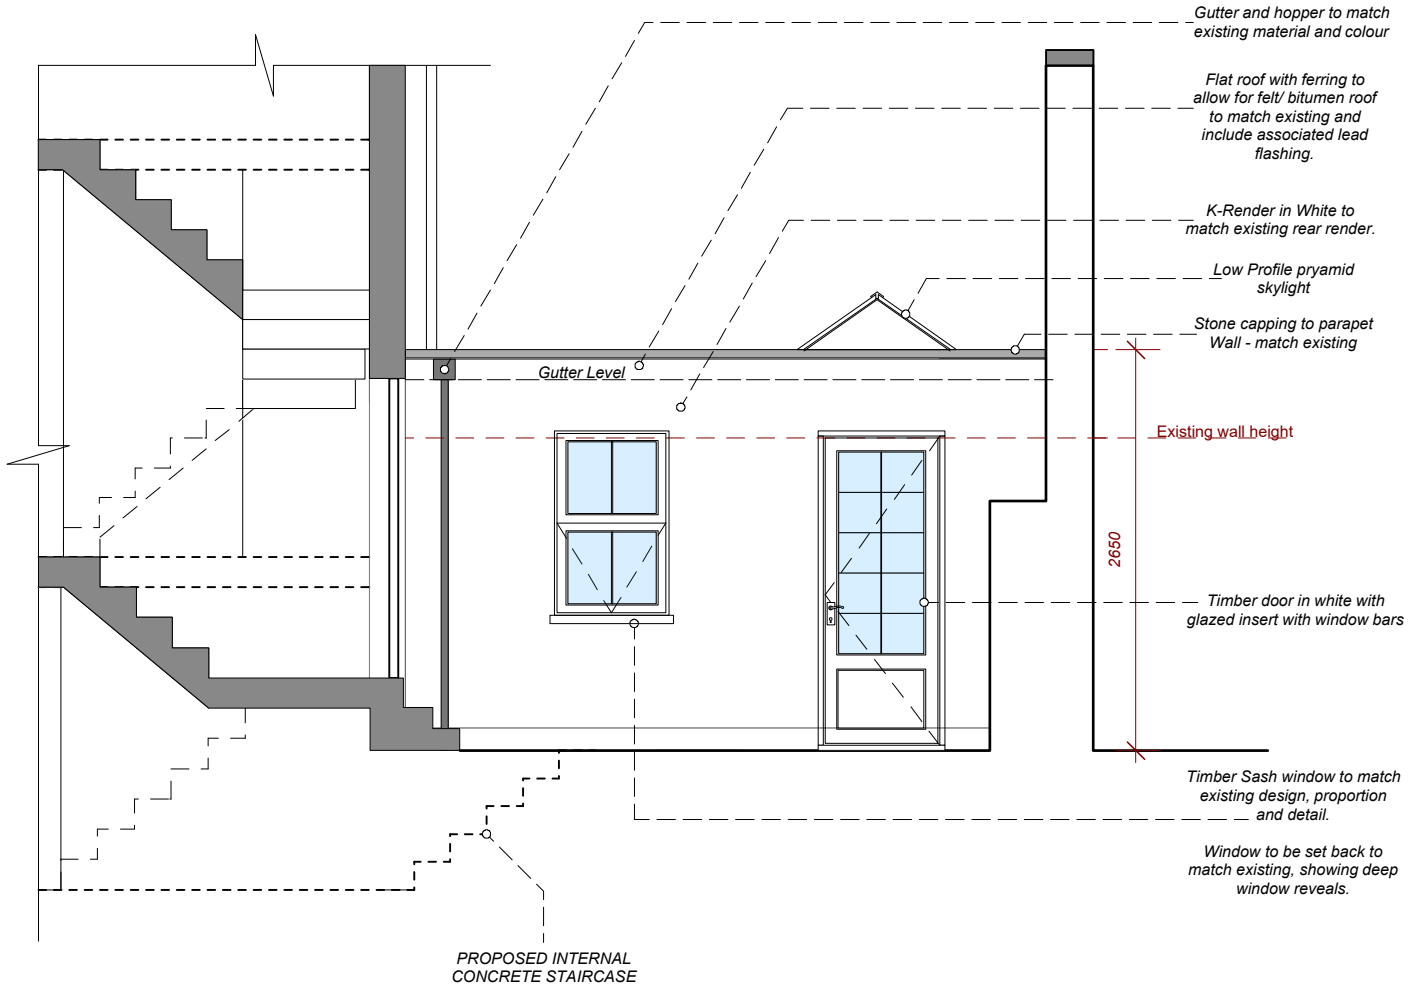 Gutter and hopper to match
existing material and colour
Flat roof with ferring to
allow for felt/ bitumen roof
to match existing and
include associated lead
flashing.
K-Render in White to
match existing rear render.
Low Profile pryamid
skylight
Stone capping to parapet
Wall - match existing
Gutter Level
Existing wall height
2650
Timber door in white with
glazed insert with window bars
Timber Sash window to match
existing design, proportion
and detail.
Window to be set back to
match existing, showing deep
window reveals.
PROPOSED INTERNAL
CONCRETE STAIRCASE